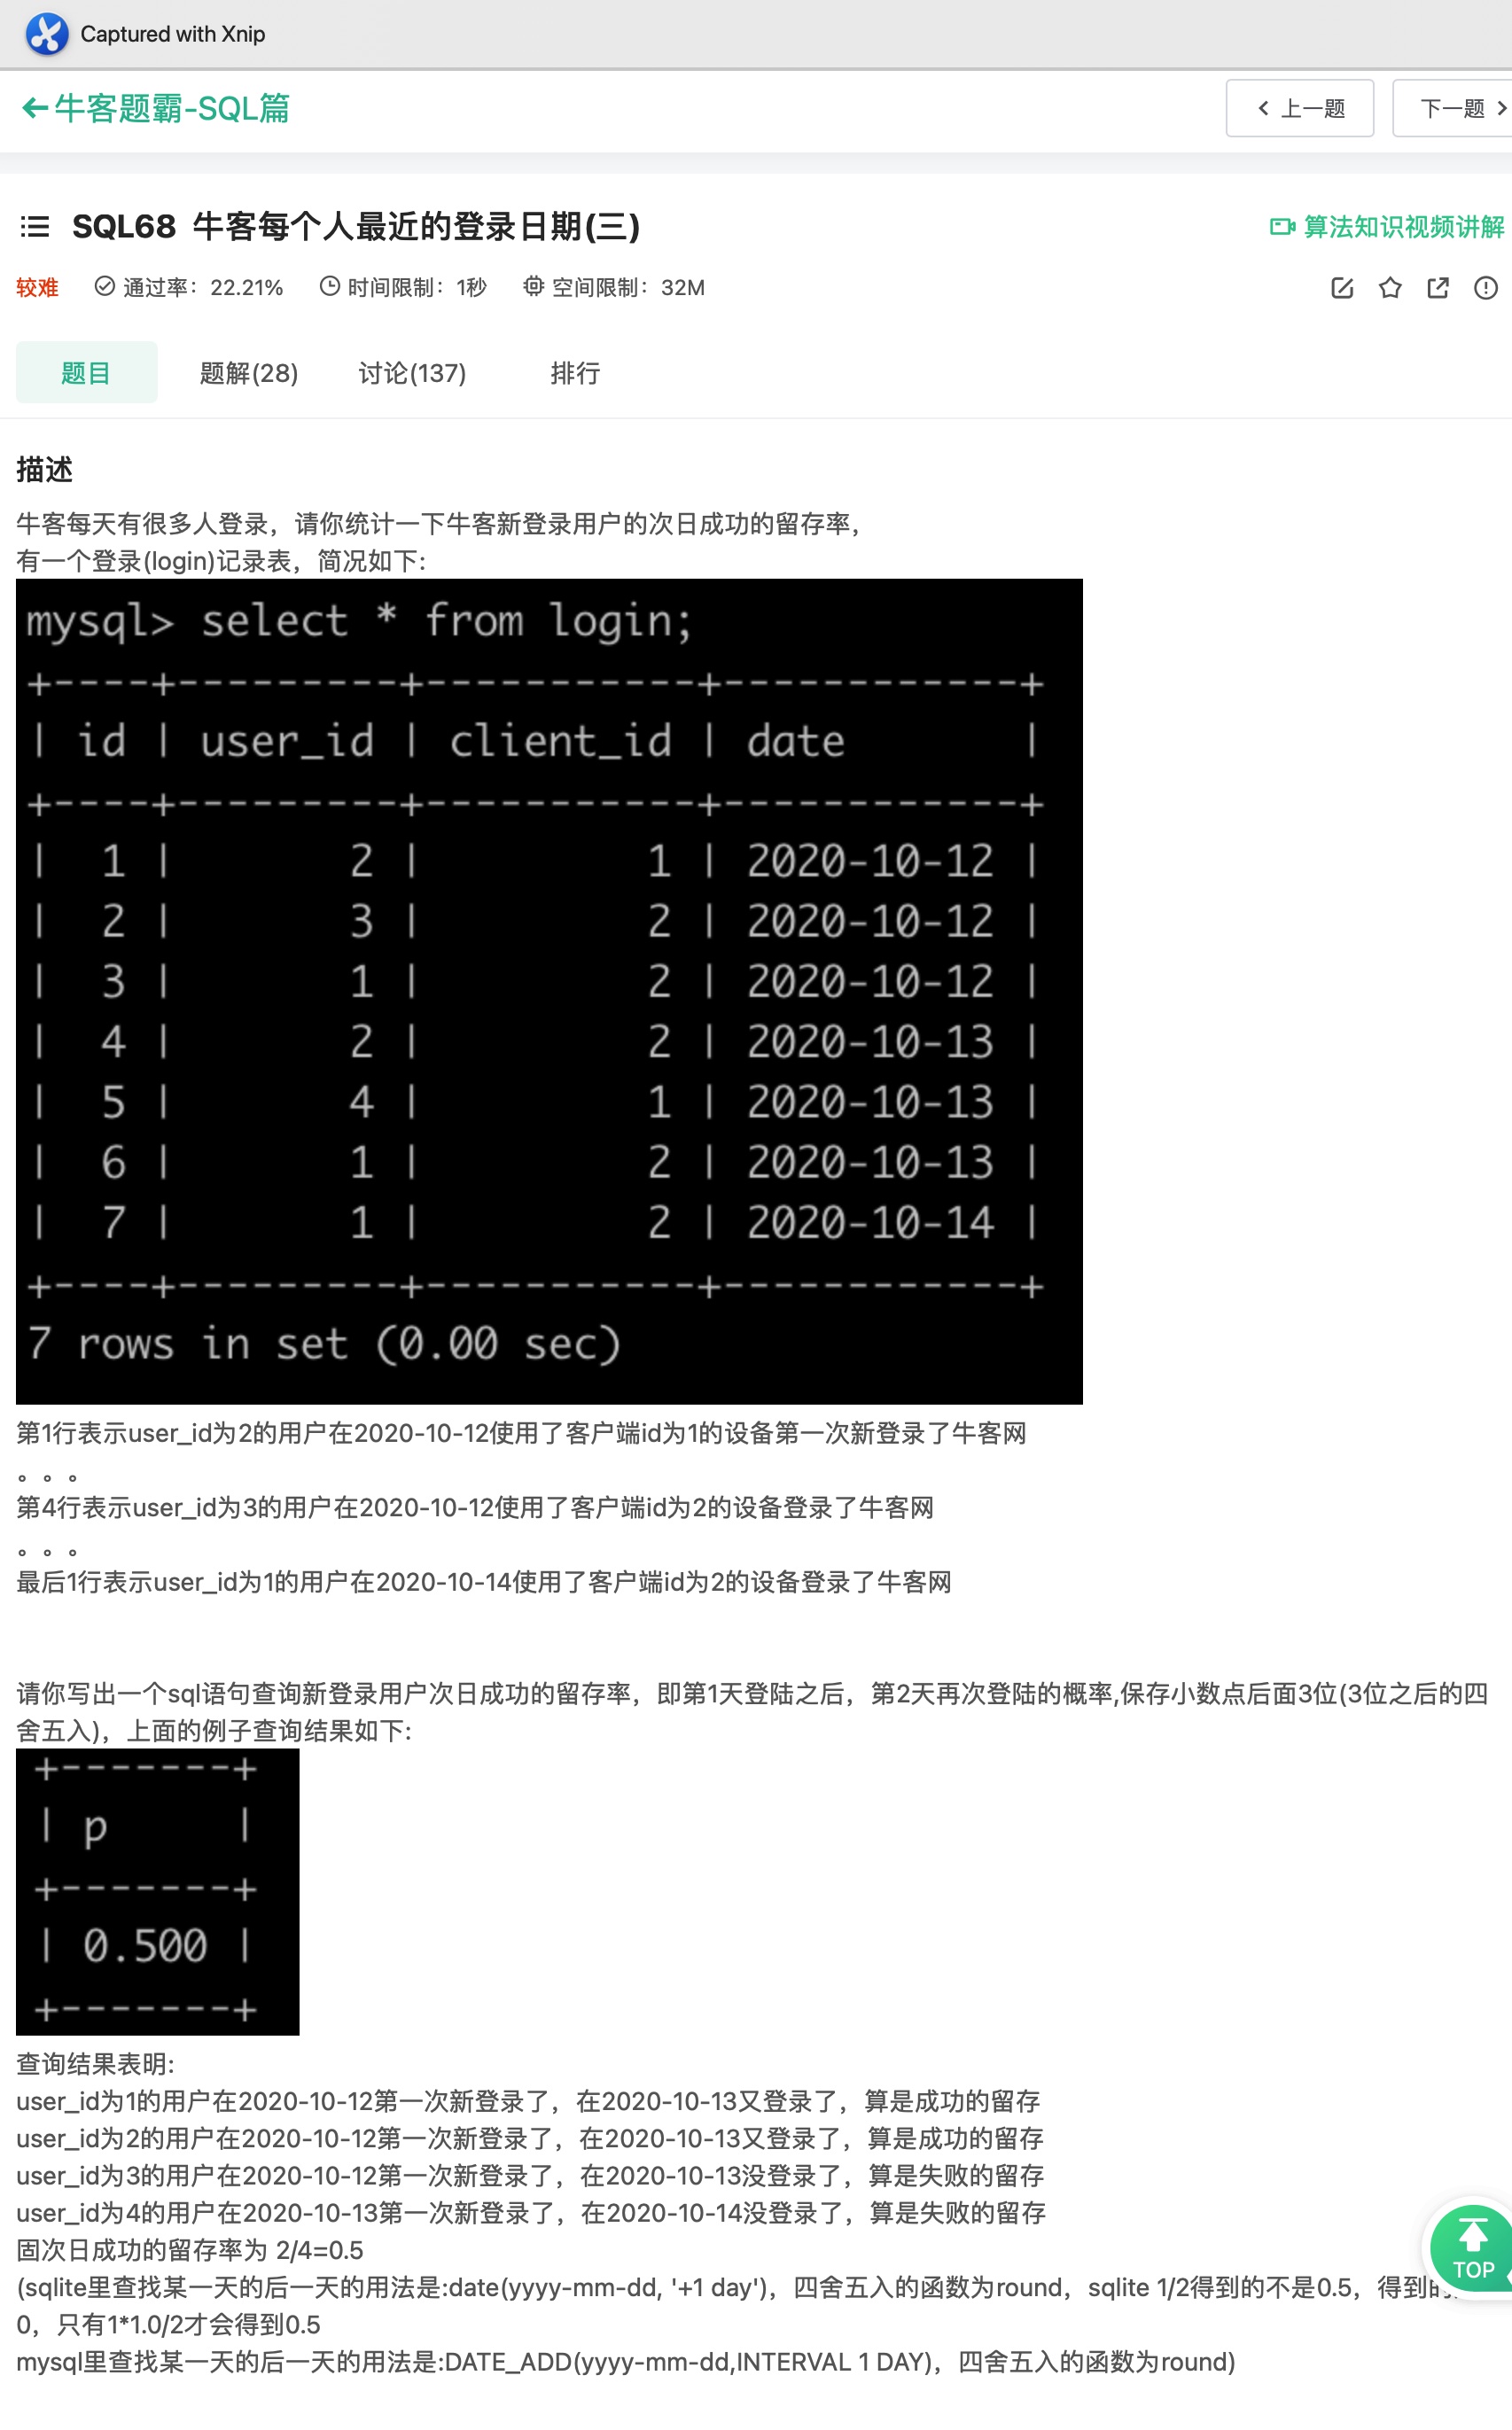 Captured with Xnip
牛客题霸-SQL篇
上一题
下一题
SQL68 牛客每个人最近的登录日期(三)
算法知识视频讲解
较难 通过率：22.21% 时间限制：1秒 空间限制：32M
题目 题解(28) 讨论(137) 排行
描述
牛客每天有很多人登录，请你统计一下牛客新登录用户的次日成功的留存率，
有一个登录(login)记录表，简况如下:
mysql> select * from login;
+----+---------+-----------+------------+
| id | user_id | client_id | date       |
+----+---------+-----------+------------+
|  1 |       2 |         1 | 2020-10-12 |
|  2 |       3 |         2 | 2020-10-12 |
|  3 |       1 |         2 | 2020-10-12 |
|  4 |       2 |         2 | 2020-10-13 |
|  5 |       4 |         1 | 2020-10-13 |
|  6 |       1 |         2 | 2020-10-13 |
|  7 |       1 |         2 | 2020-10-14 |
+----+---------+-----------+------------+
7 rows in set (0.00 sec)
第1行表示user_id为2的用户在2020-10-12使用了客户端id为1的设备第一次新登录了牛客网
。。。
第4行表示user_id为3的用户在2020-10-12使用了客户端id为2的设备登录了牛客网
。。。
最后1行表示user_id为1的用户在2020-10-14使用了客户端id为2的设备登录了牛客网
请你写出一个sql语句查询新登录用户次日成功的留存率，即第1天登陆之后，第2天再次登陆的概率,保存小数点后面3位(3位之后的四
舍五入)，上面的例子查询结果如下:
+-------+
| p     |
+-------+
| 0.500 |
+-------+
查询结果表明:
user_id为1的用户在2020-10-12第一次新登录了，在2020-10-13又登录了，算是成功的留存
user_id为2的用户在2020-10-12第一次新登录了，在2020-10-13又登录了，算是成功的留存
user_id为3的用户在2020-10-12第一次新登录了，在2020-10-13没登录了，算是失败的留存
user_id为4的用户在2020-10-13第一次新登录了，在2020-10-14没登录了，算是失败的留存
固次日成功的留存率为 2/4=0.5
(sqlite里查找某一天的后一天的用法是:date(yyyy-mm-dd, '+1 day')，四舍五入的函数为round，sqlite 1/2得到的不是0.5，得到
0，只有1*1.0/2才会得到0.5
mysql里查找某一天的后一天的用法是:DATE_ADD(yyyy-mm-dd,INTERVAL 1 DAY)，四舍五入的函数为round)
TOP